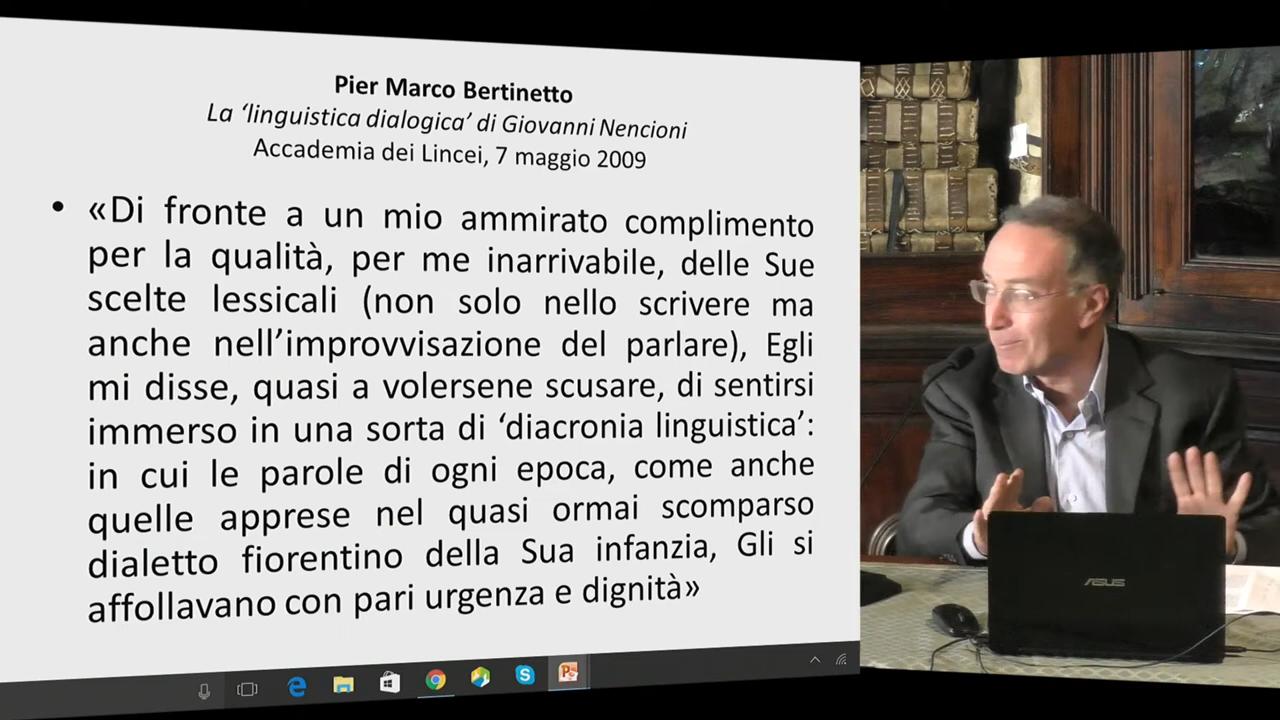 Pier Marco Bertinetto
La ‘linguistica dialogica’ di Giovanni Nencioni
Accademia dei Lincei, 7 maggio 2009
• «Di fronte a un mio ammirato complimento
per la qualità, per me inarrivabile, delle Sue
scelte lessicali (non solo nello scrivere ma
anche nell’improvvisazione del parlare), Egli
mi disse, quasi a volersene scusare, di sentirsi
immerso in una sorta di ‘diacronia linguistica’:
in cui le parole di ogni epoca, come anche
quelle apprese nel quasi ormai scomparso
dialetto fiorentino della Sua infanzia, Gli si
affollavano con pari urgenza e dignità»
ASUS